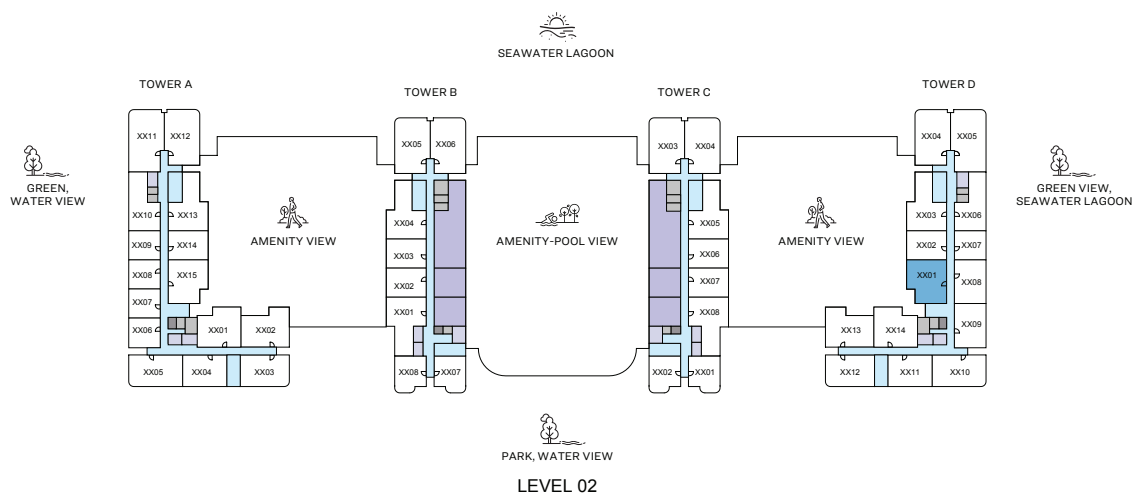 SEAWATER LAGOON
TOWER A
TOWER B
TOWER C
TOWER D
XX11
XX12
XX05
XX06
XX03
XX04
XX04
XX05
GREEN,
WATER VIEW
GREEN VIEW,
SEAWATER LAGOON
XX10
XX13
XX04
XX05
XX03
XX06
AMENITY VIEW
AMENITY-POOL VIEW
AMENITY VIEW
XX09
XX14
XX03
XX06
XX02
XX07
XX08
XX15
XX02
XX07
XX01
XX08
XX07
XX01
XX08
XX06
XX01
XX02
XX13
XX14
XX09
XX05
XX04
XX03
XX08
XX07
XX02
XX01
XX12
XX11
XX10
PARK, WATER VIEW
LEVEL 02